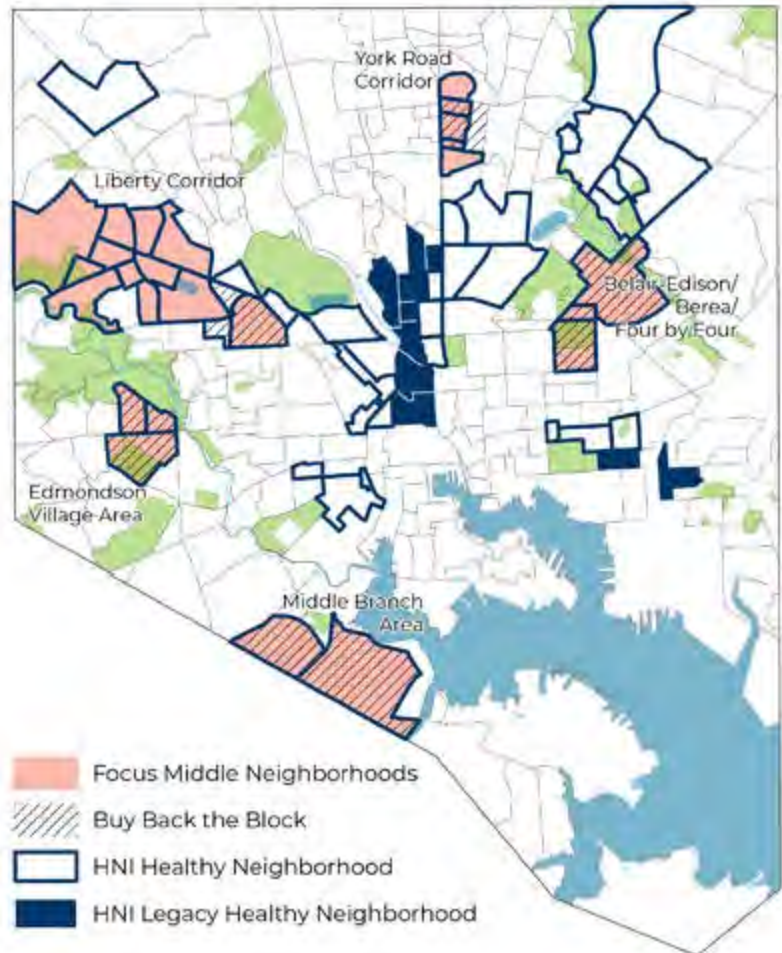 York Road
Corridor
Liberty Corridor
Belair-Edison/
Berea/
Four by Four
Edmondson
Village Area
Middle Branch
Area
Focus Middle Neighborhoods
Buy Back the Block
HNI Healthy Neighborhood
HNI Legacy Healthy Neighborhood